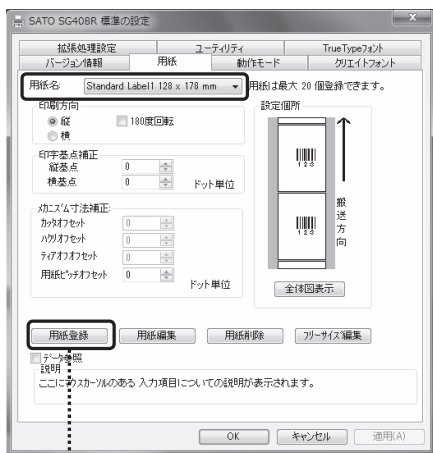 SATO SG408R 標準の設定
拡張処理設定 ユーティリティ TrueTypeフォント
バージョン情報 用紙 動作モード クリエイトフォント
用紙名: Standard Label1 128 x 178 mm 用紙は最大 20 個登録できます。
印刷方向
縦 180度回転
横
設定個所
印字基点補正
縦基点 0
横基点 0 ドット単位
メカニズム寸法補正:
カッタオフセット 0
ハクリオフセット 0
ティアオフオフセット 0
用紙ピッチオフセット 0
ドット単位
123
123
搬送方向
全体図表示
用紙登録 用紙編集 用紙削除 フリーサイズ編集
データ参照
説明
ここにマウスカーソルのある 入力項目についての説明が表示されます。
OK キャンセル 適用(A)